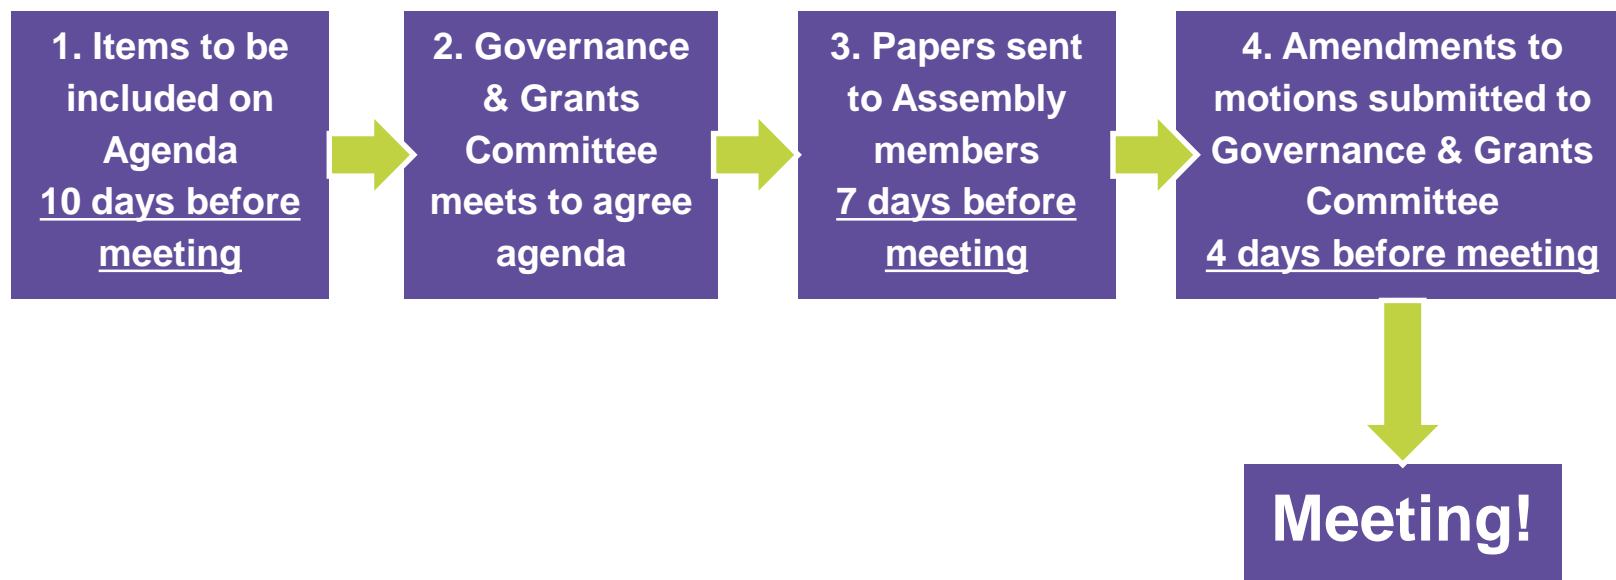 1. Items to be
included on
Agenda
10 days before
meeting
2. Governance
& Grants
Committee
meets to agree
agenda
3. Papers sent
to Assembly
members
7 days before
meeting
4. Amendments to
motions submitted to
Governance & Grants
Committee
4 days before meeting
Meeting!